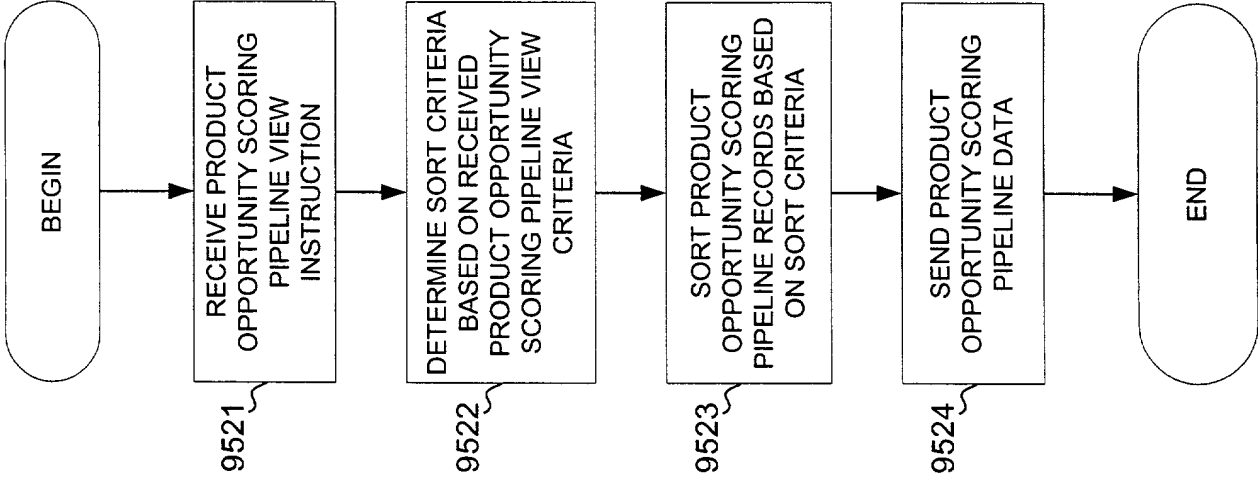 BEGIN
RECEIVE PRODUCT
OPPORTUNITY SCORING
PIPELINE VIEW
INSTRUCTION
9521
DETERMINE SORT CRITERIA
BASED ON RECEIVED
PRODUCT OPPORTUNITY
SCORING PIPELINE VIEW
CRITERIA
9522
SORT PRODUCT
OPPORTUNITY SCORING
PIPELINE RECORDS BASED
ON SORT CRITERIA
9523
SEND PRODUCT
OPPORTUNITY SCORING
PIPELINE DATA
9524
END